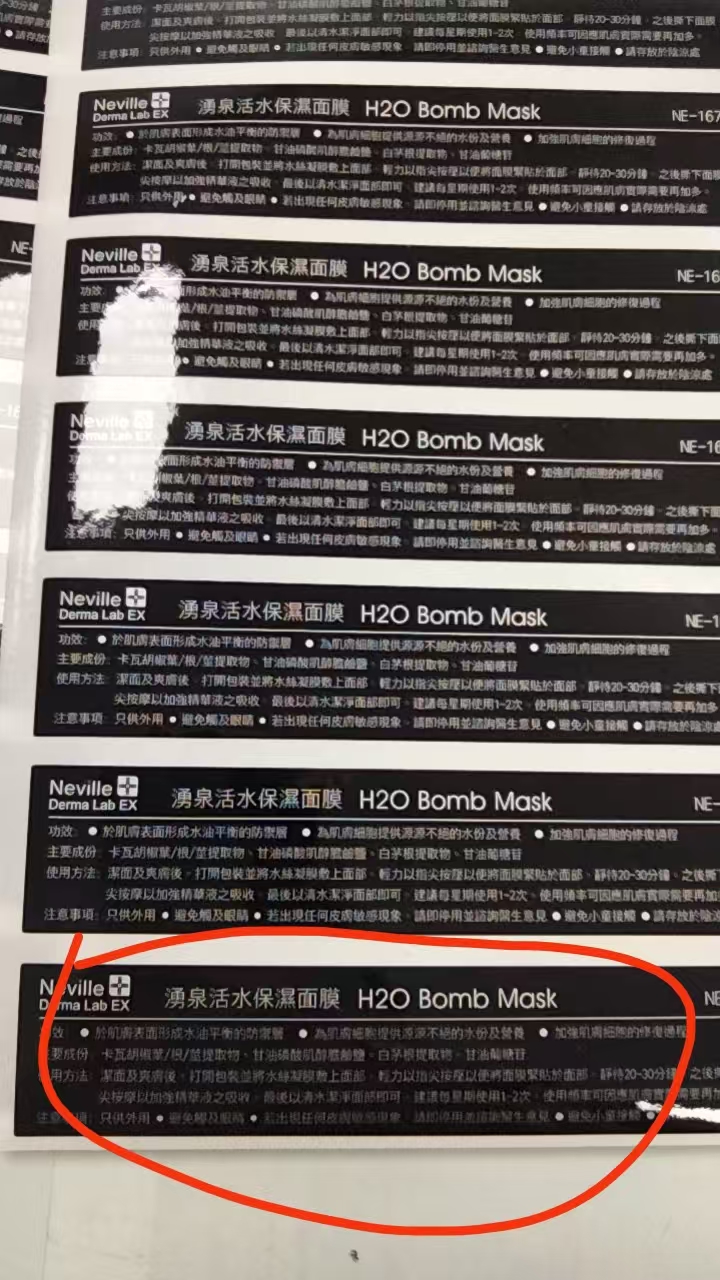 主要成份: 卡瓦胡椒葉/根/莖提取物、甘油磷酸肌醇膽鹼鹽、白茅根提取物、甘油葡糖苷
使用方法: 潔面及爽膚後，打開包裝並將水絲凝膜敷上面部，輕力以指尖按壓以使將面膜緊貼於面部，靜待20-30分鐘，之後撕下面膜
尖按摩以加強精華液之吸收，最後以清水潔淨面部即可，建議每星期使用1-2次，使用頻率可因應肌膚實際需要再加多。
注意事項: 只供外用 ● 避免觸及眼睛 ● 若出現任何皮膚敏感現象，請即停用並諮詢醫生意見 ● 避免小童接觸 ● 請存放於陰涼處
Neville
Derma Lab EX
湧泉活水保濕面膜 H2O Bomb Mask NE-167
功效: ● 於肌膚表面形成水油平衡的防禦層 ● 為肌膚細胞提供源源不絕的水份及營養 ● 加強肌膚細胞的修復過程
主要成份: 卡瓦胡椒葉/根/莖提取物、甘油磷酸肌醇膽鹼鹽、白茅根提取物、甘油葡糖苷
使用方法: 潔面及爽膚後，打開包裝並將水絲凝膜敷上面部，輕力以指尖按壓以使將面膜緊貼於面部，靜待20-30分鐘，之後撕下面膜
尖按摩以加強精華液之吸收，最後以清水潔淨面部即可，建議每星期使用1-2次，使用頻率可因應肌膚實際需要再加多。
注意事項: 只供外用 ● 避免觸及眼睛 ● 若出現任何皮膚敏感現象，請即停用並諮詢醫生意見 ● 避免小童接觸 ● 請存放於陰涼處
Neville
Derma Lab EX
湧泉活水保濕面膜 H2O Bomb Mask NE-16
功效: ● 面形成水油平衡的防禦層 ● 為肌膚細胞提供源源不絕的水份及營養 ● 加強肌膚細胞的修復過程
主要 葉/根/莖提取物、甘油磷酸肌醇膽鹼鹽、白茅根提取物、甘油葡糖苷
使用 後，打開包裝並將水絲凝膜敷上面部，輕力以指尖按壓以使將面膜緊貼於面部，靜待20-30分鐘，之後撕下面
加強精華液之吸收，最後以清水潔淨面部即可，建議每星期使用1-2次，使用頻率可因應肌膚實際需要再加多。
注意 ● 避免觸及眼睛 ● 若出現任何皮膚敏感現象，請即停用並諮詢醫生意見 ● 避免小童接觸 ● 請存放於陰涼處
Neville
Derma Lab EX
湧泉活水保濕面膜 H2O Bomb Mask NE-16
面形成水油平衡的防禦層 ● 為肌膚細胞提供源源不絕的水份及營養 ● 加強肌膚細胞的修復過程
椒葉/根/莖提取物、甘油磷酸肌醇膽鹼鹽、白茅根提取物、甘油葡糖苷
爽膚後，打開包裝並將水絲凝膜敷上面部，輕力以指尖按壓以使將面膜緊貼於面部，靜待20-30分鐘，之後撕下
尖按摩以加強精華液之吸收，最後以清水潔淨面部即可，建議每星期使用1-2次，使用頻率可因應肌膚實際需要再加多。
注意事項: 只供外用 ● 避免觸及眼睛 ● 若出現任何皮膚敏感現象，請即停用並諮詢醫生意見 ● 避免小童接觸 ● 請存放於陰涼處
Neville
Derma Lab EX
湧泉活水保濕面膜 H2O Bomb Mask NE-1
功效: ● 於肌膚表面形成水油平衡的防禦層 ● 為肌膚細胞提供源源不絕的水份及營養 ● 加強肌膚細胞的修復過程
主要成份: 卡瓦胡椒葉/根/莖提取物、甘油磷酸肌醇膽鹼鹽、白茅根提取物、甘油葡糖苷
使用方法: 潔面及爽膚後，打開包裝並將水絲凝膜敷上面部，輕力以指尖按壓以使將面膜緊貼於面部，靜待20-30分鐘，之後撕下
尖按摩以加強精華液之吸收，最後以清水潔淨面部即可，建議每星期使用1-2次，使用頻率可因應肌膚實際需要再加多
注意事項: 只供外用 ● 避免觸及眼睛 ● 若出現任何皮膚敏感現象，請即停用並諮詢醫生意見 ● 避免小童接觸 ● 請存放於陰涼
Neville
Derma Lab EX
湧泉活水保濕面膜 H2O Bomb Mask NE-
功效: ● 於肌膚表面形成水油平衡的防禦層 ● 為肌膚細胞提供源源不絕的水份及營養 ● 加強肌膚細胞的修復過程
主要成份: 卡瓦胡椒葉/根/莖提取物、甘油磷酸肌醇膽鹼鹽、白茅根提取物、甘油葡糖苷
使用方法: 潔面及爽膚後，打開包裝並將水絲凝膜敷上面部，輕力以指尖按壓以使將面膜緊貼於面部，靜待20-30分鐘，之後撕
尖按摩以加強精華液之吸收，最後以清水潔淨面部即可，建議每星期使用1-2次，使用頻率可因應肌膚實際需要再加
注意事項: 只供外用 ● 避免觸及眼睛 ● 若出現任何皮膚敏感現象，請即停用並諮詢醫生意見 ● 避免小童接觸 ● 請存放於陰
Neville
Derma Lab EX
湧泉活水保濕面膜 H2O Bomb Mask NE
功效: ● 於肌膚表面形成水油平衡的防禦層 ● 為肌膚細胞提供源源不絕的水份及營養 ● 加強肌膚細胞的修復過程
主要成份: 卡瓦胡椒葉/根/莖提取物、甘油磷酸肌醇膽鹼鹽、白茅根提取物、甘油葡糖苷
使用方法: 潔面及爽膚後，打開包裝並將水絲凝膜敷上面部，輕力以指尖按壓以使將面膜緊貼於面部，靜待20-30分鐘，之後
尖按摩以加強精華液之吸收，最後以清水潔淨面部即可，建議每星期使用1-2次，使用頻率可因應肌膚實際需要再
注意事項: 只供外用 ● 避免觸及眼睛 ● 若出現任何皮膚敏感現象，請即停用並諮詢醫生意見 ● 避免小童接觸